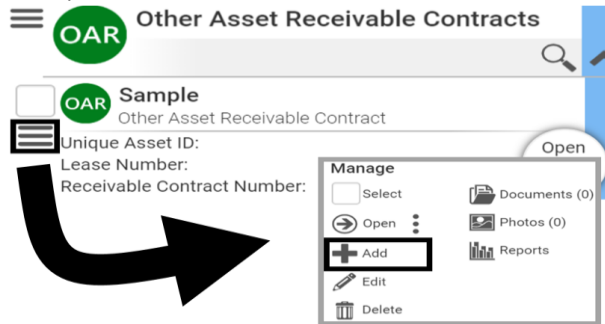 OAR Other Asset Receivable Contracts
OAR Sample
Other Asset Receivable Contract
Unique Asset ID:
Lease Number:
Receivable Contract Number:
Open
Manage
Select
Documents (0)
Open
Photos (0)
Add
Reports
Edit
Delete